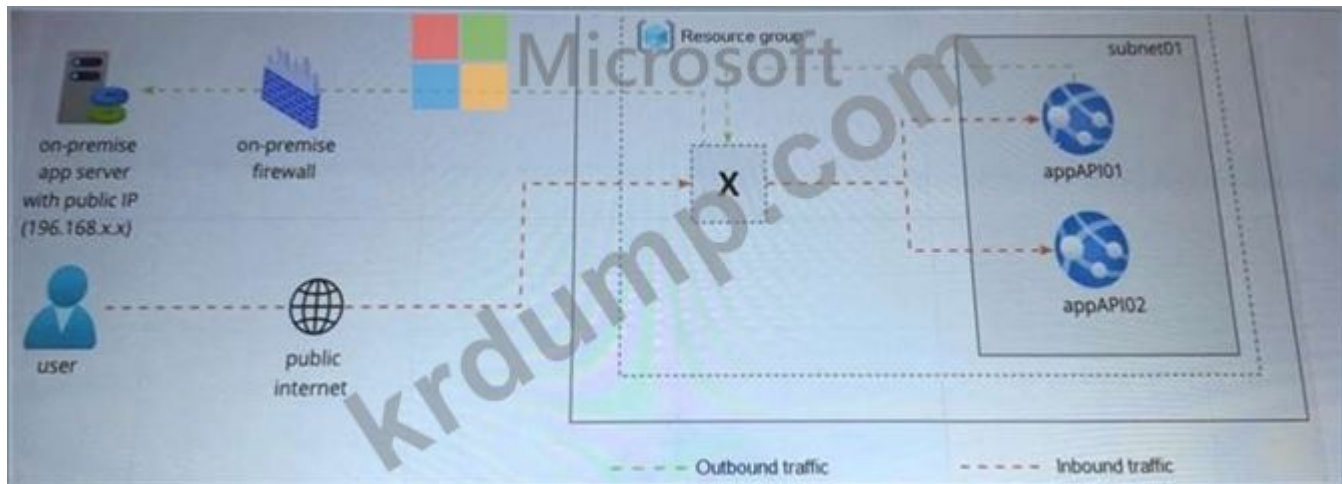 Microsoft
Resource group
subnet01
on-premise
app server
with public IP
(196.168.x.x)
on-premise
firewall
X
appAPI01
appAPI02
user
public
internet
krdump.com
Outbound traffic
Inbound traffic